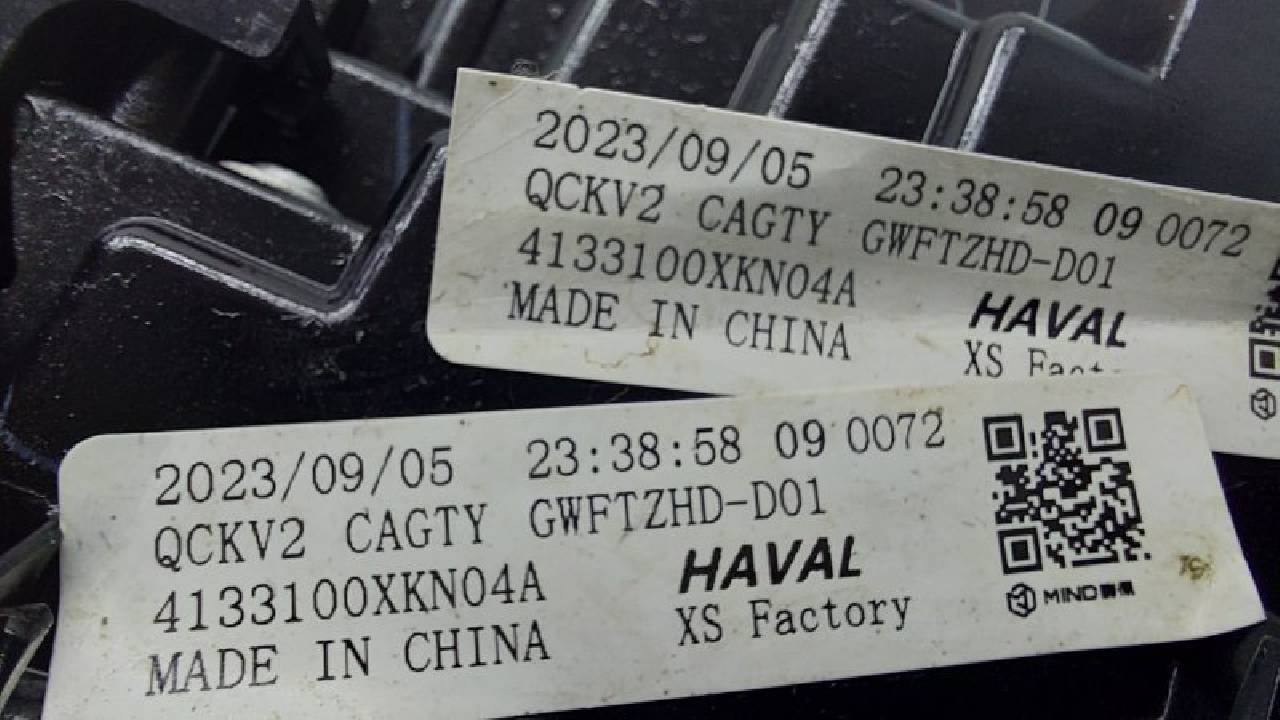 2023/09/05 23:38:58 09 0072
QCKV2 CAGTY GWFTZHD-D01
4133100XKN04A
HAVAL
MADE IN CHINA
XS
2023/09/05 23:38:58 09 0072
QCKV2 CAGTY GWFTZHD-D01
4133100XKN04A
HAVAL
MADE IN CHINA
XS Factory
MIND